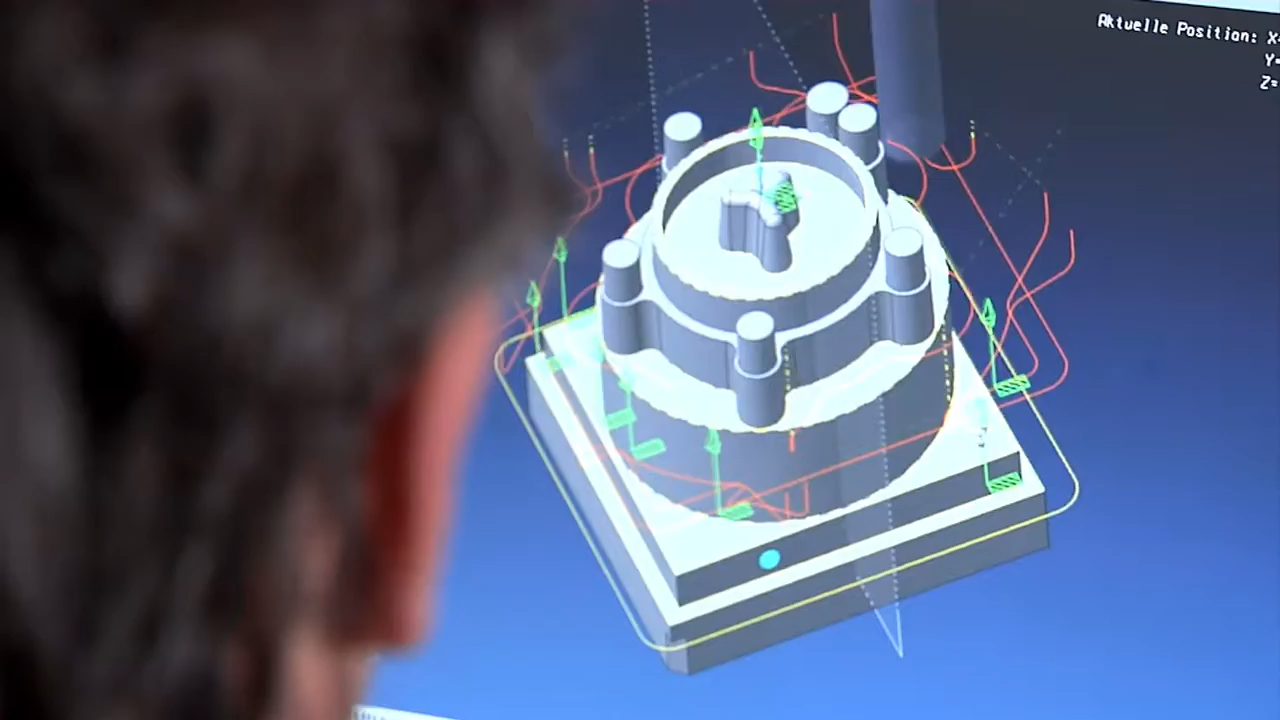 Aktuelle Position: X=
Y=
Z=